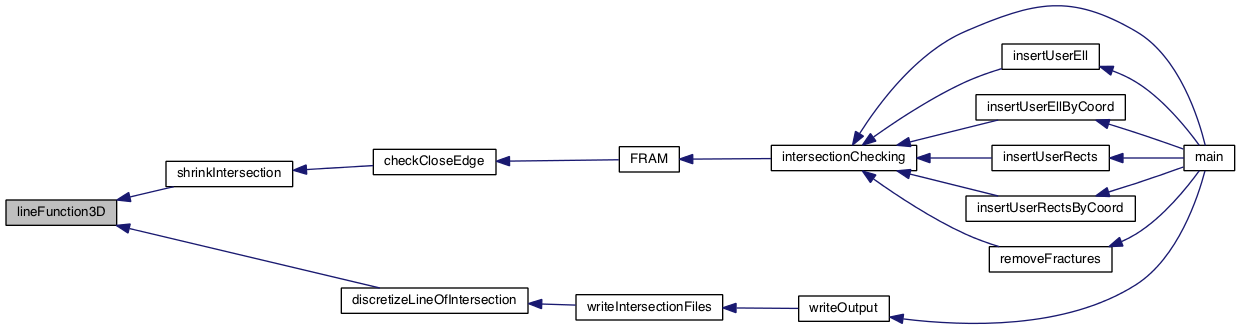 lineFunction3D
shrinkIntersection
checkCloseEdge
FRAM
intersectionChecking
insertUserEll
insertUserEllByCoord
insertUserRects
insertUserRectsByCoord
removeFractures
main
discretizeLineOfIntersection
writeIntersectionFiles
writeOutput